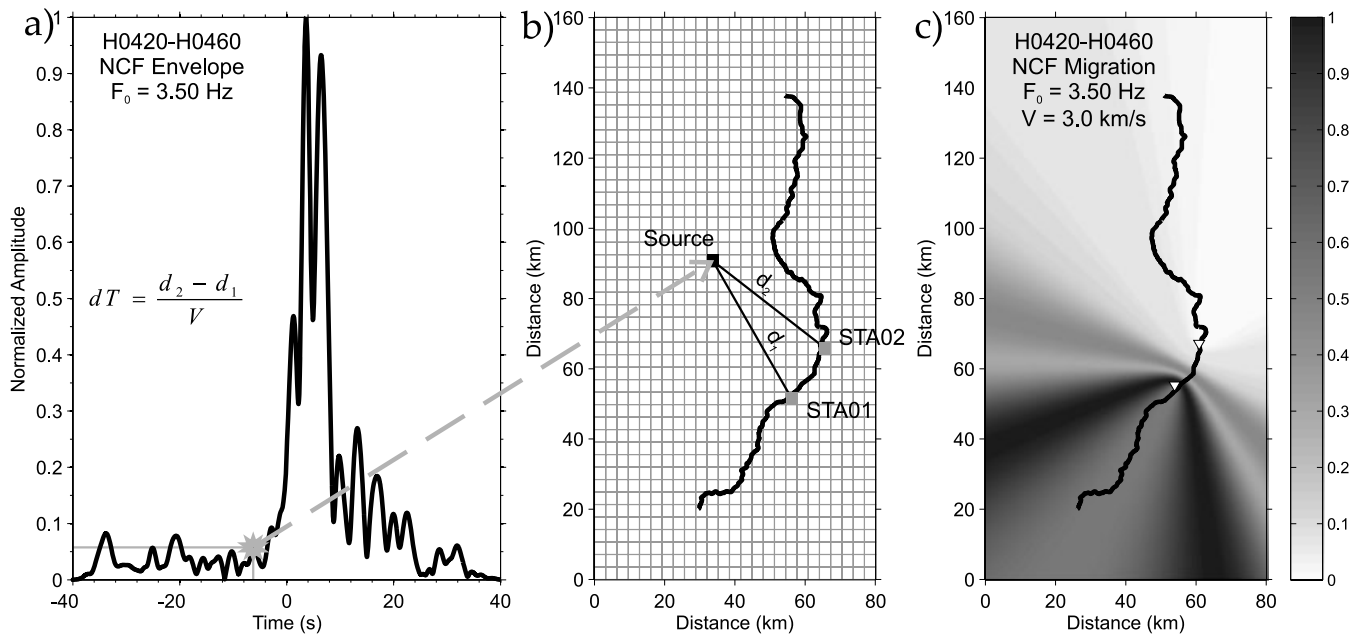 a)
H0420-H0460
NCF Envelope
F₀ = 3.50 Hz
dT = (d₂ − d₁) / V
Normalized Amplitude
1
0.9
0.8
0.7
0.6
0.5
0.4
0.3
0.2
0.1
0
-40 -20 0 20 40
Time (s)
b)
Source
d₂
d₁
STA02
STA01
Distance (km)
160
140
120
100
80
60
40
20
0
0 20 40 60 80
Distance (km)
c)
H0420-H0460
NCF Migration
F₀ = 3.50 Hz
V = 3.0 km/s
Distance (km)
160
140
120
100
80
60
40
20
0
0 20 40 60 80
Distance (km)
1
0.9
0.8
0.7
0.6
0.5
0.4
0.3
0.2
0.1
0